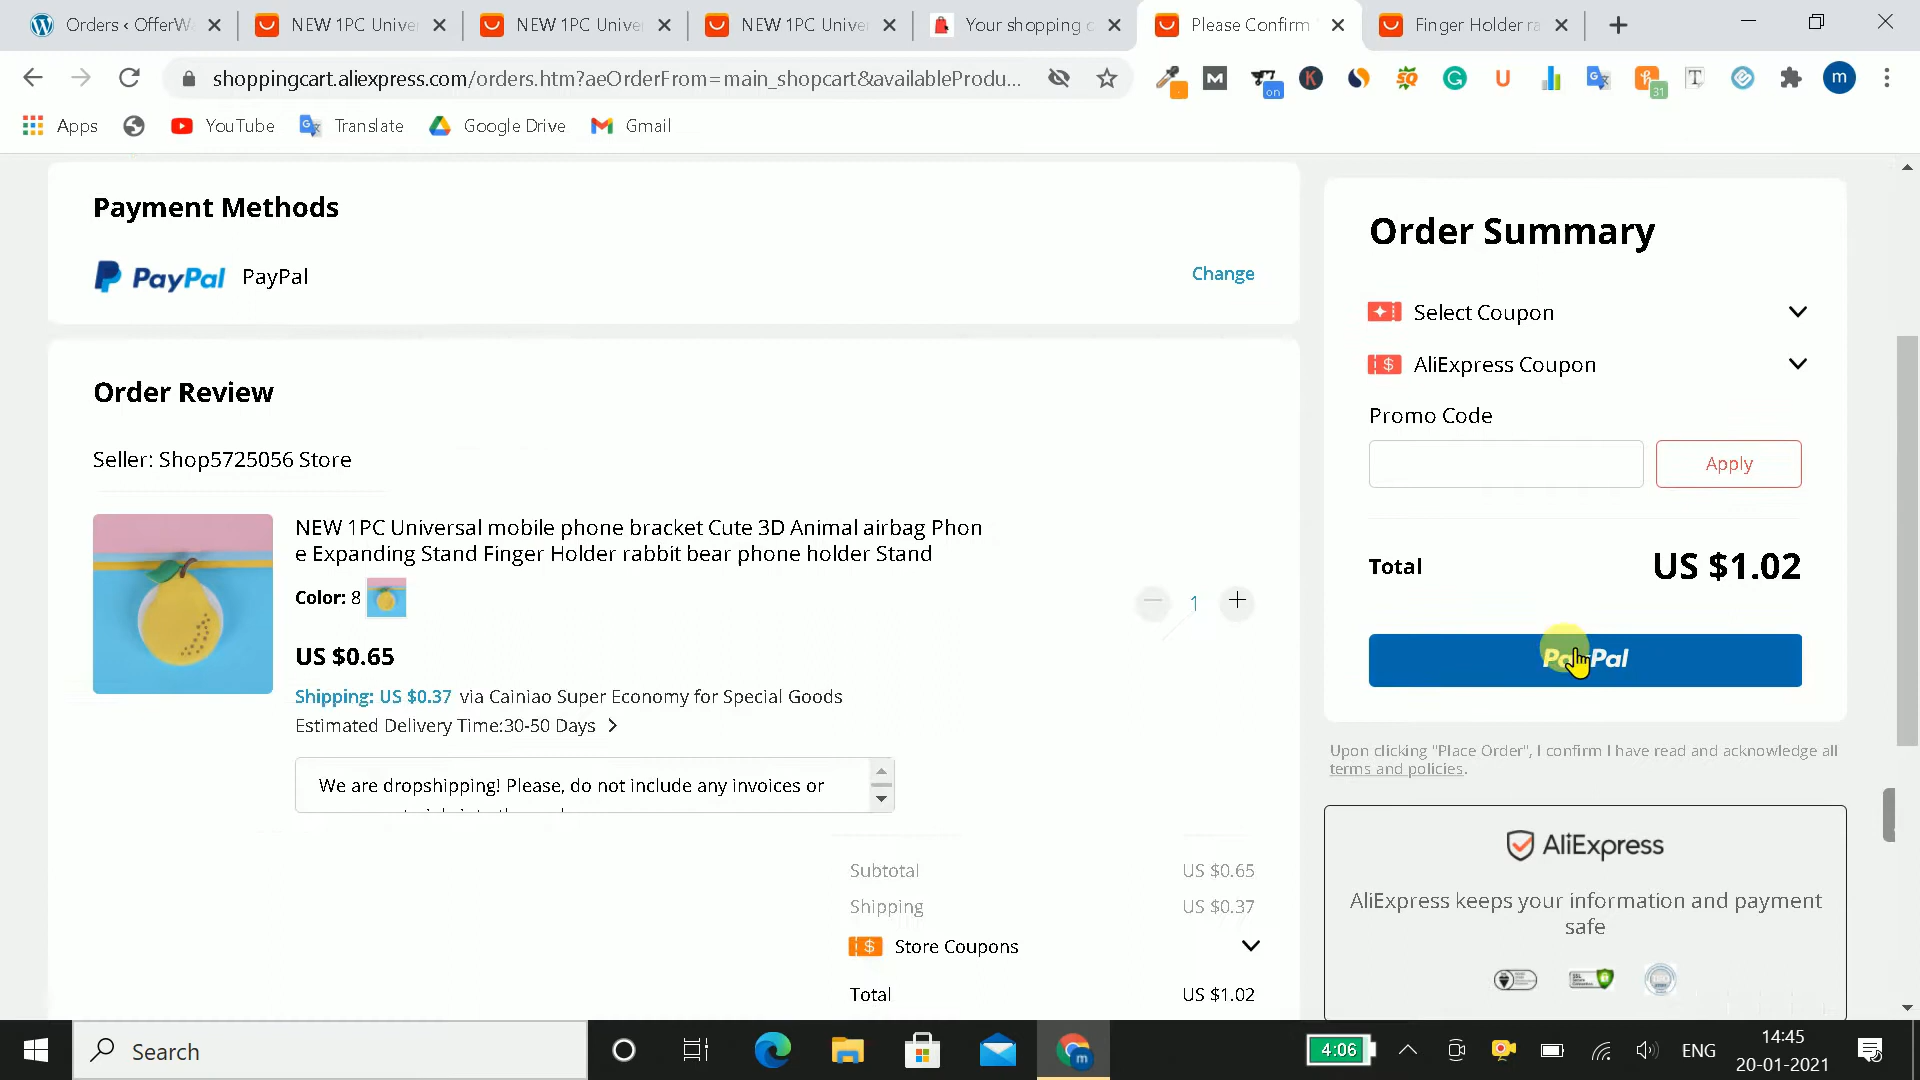 Orders ‹ OfferW
NEW 1PC Univer
NEW 1PC Univer
NEW 1PC Univer
Your shopping c
Please Confirm
Finger Holder ra
shoppingcart.aliexpress.com/orders.htm?aeOrderFrom=main_shopcart&availableProdu...
on
31
m
Apps
YouTube
Translate
Google Drive
Gmail
Payment Methods
PayPal PayPal
Change
Order Review
Seller: Shop5725056 Store
NEW 1PC Universal mobile phone bracket Cute 3D Animal airbag Phon
e Expanding Stand Finger Holder rabbit bear phone holder Stand
Color: 8
1
US $0.65
Shipping: US $0.37 via Cainiao Super Economy for Special Goods
Estimated Delivery Time:30-50 Days
We are dropshipping! Please, do not include any invoices or
Subtotal US $0.65
Shipping US $0.37
Store Coupons
Total US $1.02
Order Summary
Select Coupon
AliExpress Coupon
Promo Code
Apply
Total US $1.02
PayPal
Upon clicking "Place Order", I confirm I have read and acknowledge all
terms and policies.
AliExpress
AliExpress keeps your information and payment
safe
Search
4:06
ENG
14:45
20-01-2021